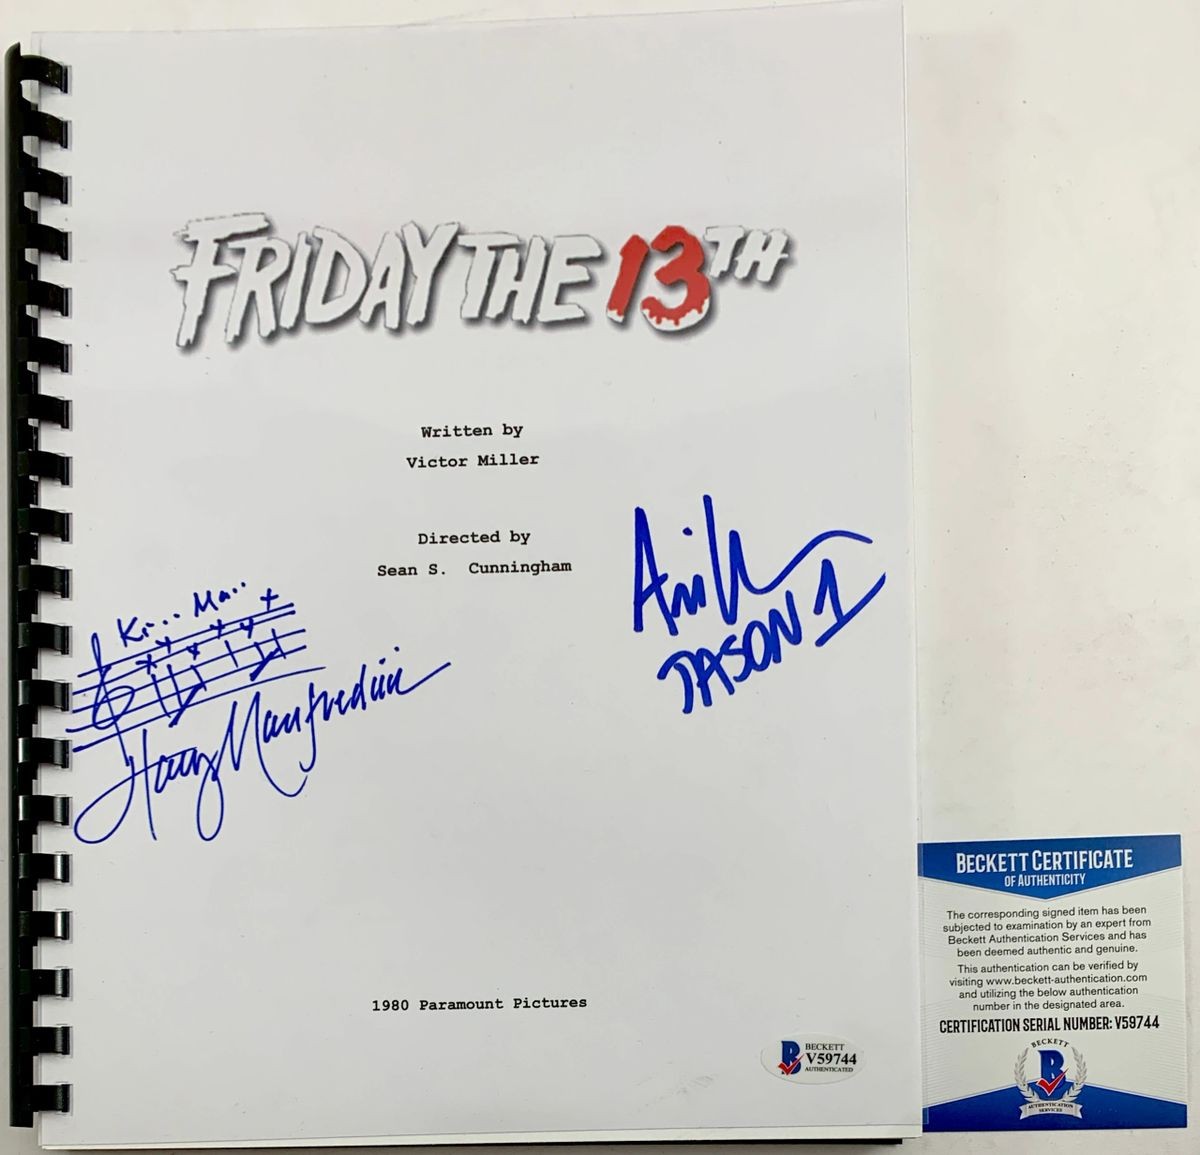 FRIDAY THE 13TH
Written by
Victor Miller
Directed by
Sean S. Cunningham
Ki... Ma..
Harry Manfredini
JASON 1
1980 Paramount Pictures
BECKETT
V59744
AUTHENTICATED
BECKETT CERTIFICATE
OF AUTHENTICITY
The corresponding signed item has been
subjected to examination by an expert from
Beckett Authentication Services and has
been deemed authentic and genuine.
This authentication can be verified by
visiting www.beckett-authentication.com
and utilizing the below authentication
number in the designated area.
CERTIFICATION SERIAL NUMBER: V59744
BECKETT
B
AUTHENTICATION
SERVICES